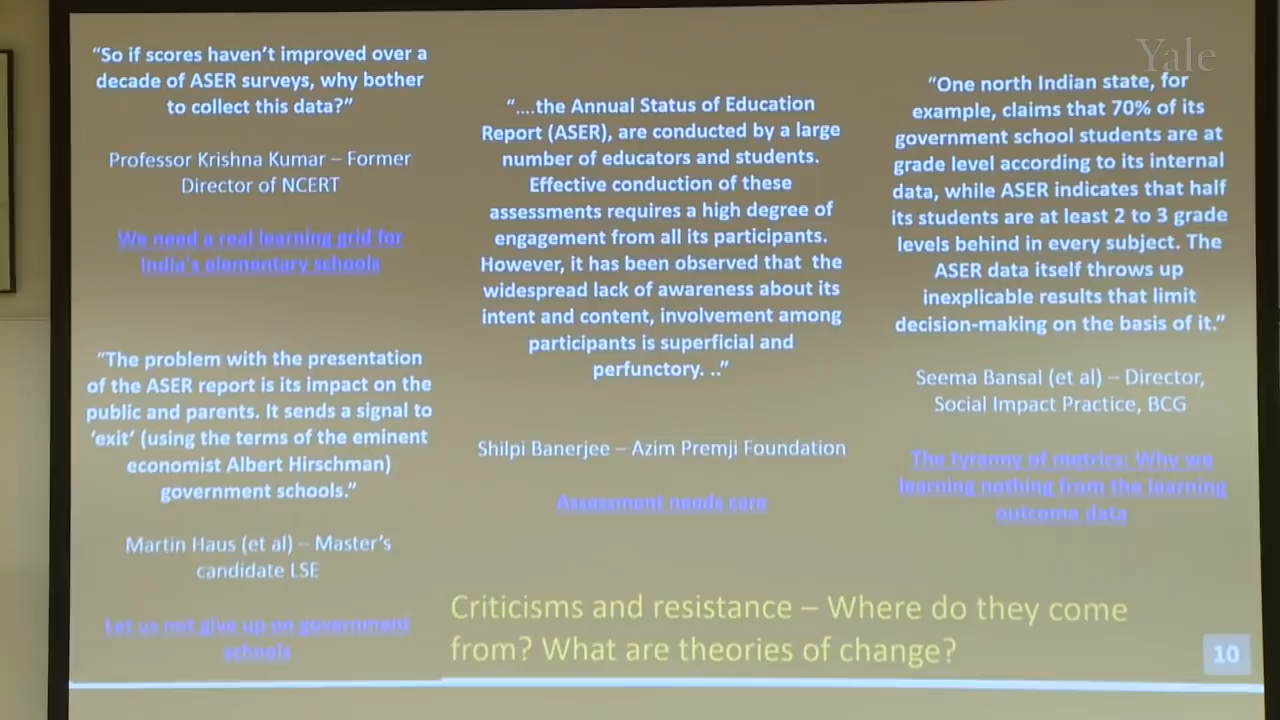 Yale
“So if scores haven’t improved over a
decade of ASER surveys, why bother
to collect this data?”
Professor Krishna Kumar – Former
Director of NCERT
We need a real learning grid for
India's elementary schools
“The problem with the presentation
of the ASER report is its impact on the
public and parents. It sends a signal to
‘exit’ (using the terms of the eminent
economist Albert Hirschman)
government schools.”
Martin Haus (et al) – Master’s
candidate LSE
Let us not give up on government
schools
“....the Annual Status of Education
Report (ASER), are conducted by a large
number of educators and students.
Effective conduction of these
assessments requires a high degree of
engagement from all its participants.
However, it has been observed that the
widespread lack of awareness about its
intent and content, involvement among
participants is superficial and
perfunctory. ..”
Shilpi Banerjee – Azim Premji Foundation
Assessment needs care
“One north Indian state, for
example, claims that 70% of its
government school students are at
grade level according to its internal
data, while ASER indicates that half
its students are at least 2 to 3 grade
levels behind in every subject. The
ASER data itself throws up
inexplicable results that limit
decision-making on the basis of it.”
Seema Bansal (et al) – Director,
Social Impact Practice, BCG
The tyranny of metrics: Why we
learning nothing from the learning
outcome data
Criticisms and resistance – Where do they come
from? What are theories of change?
10